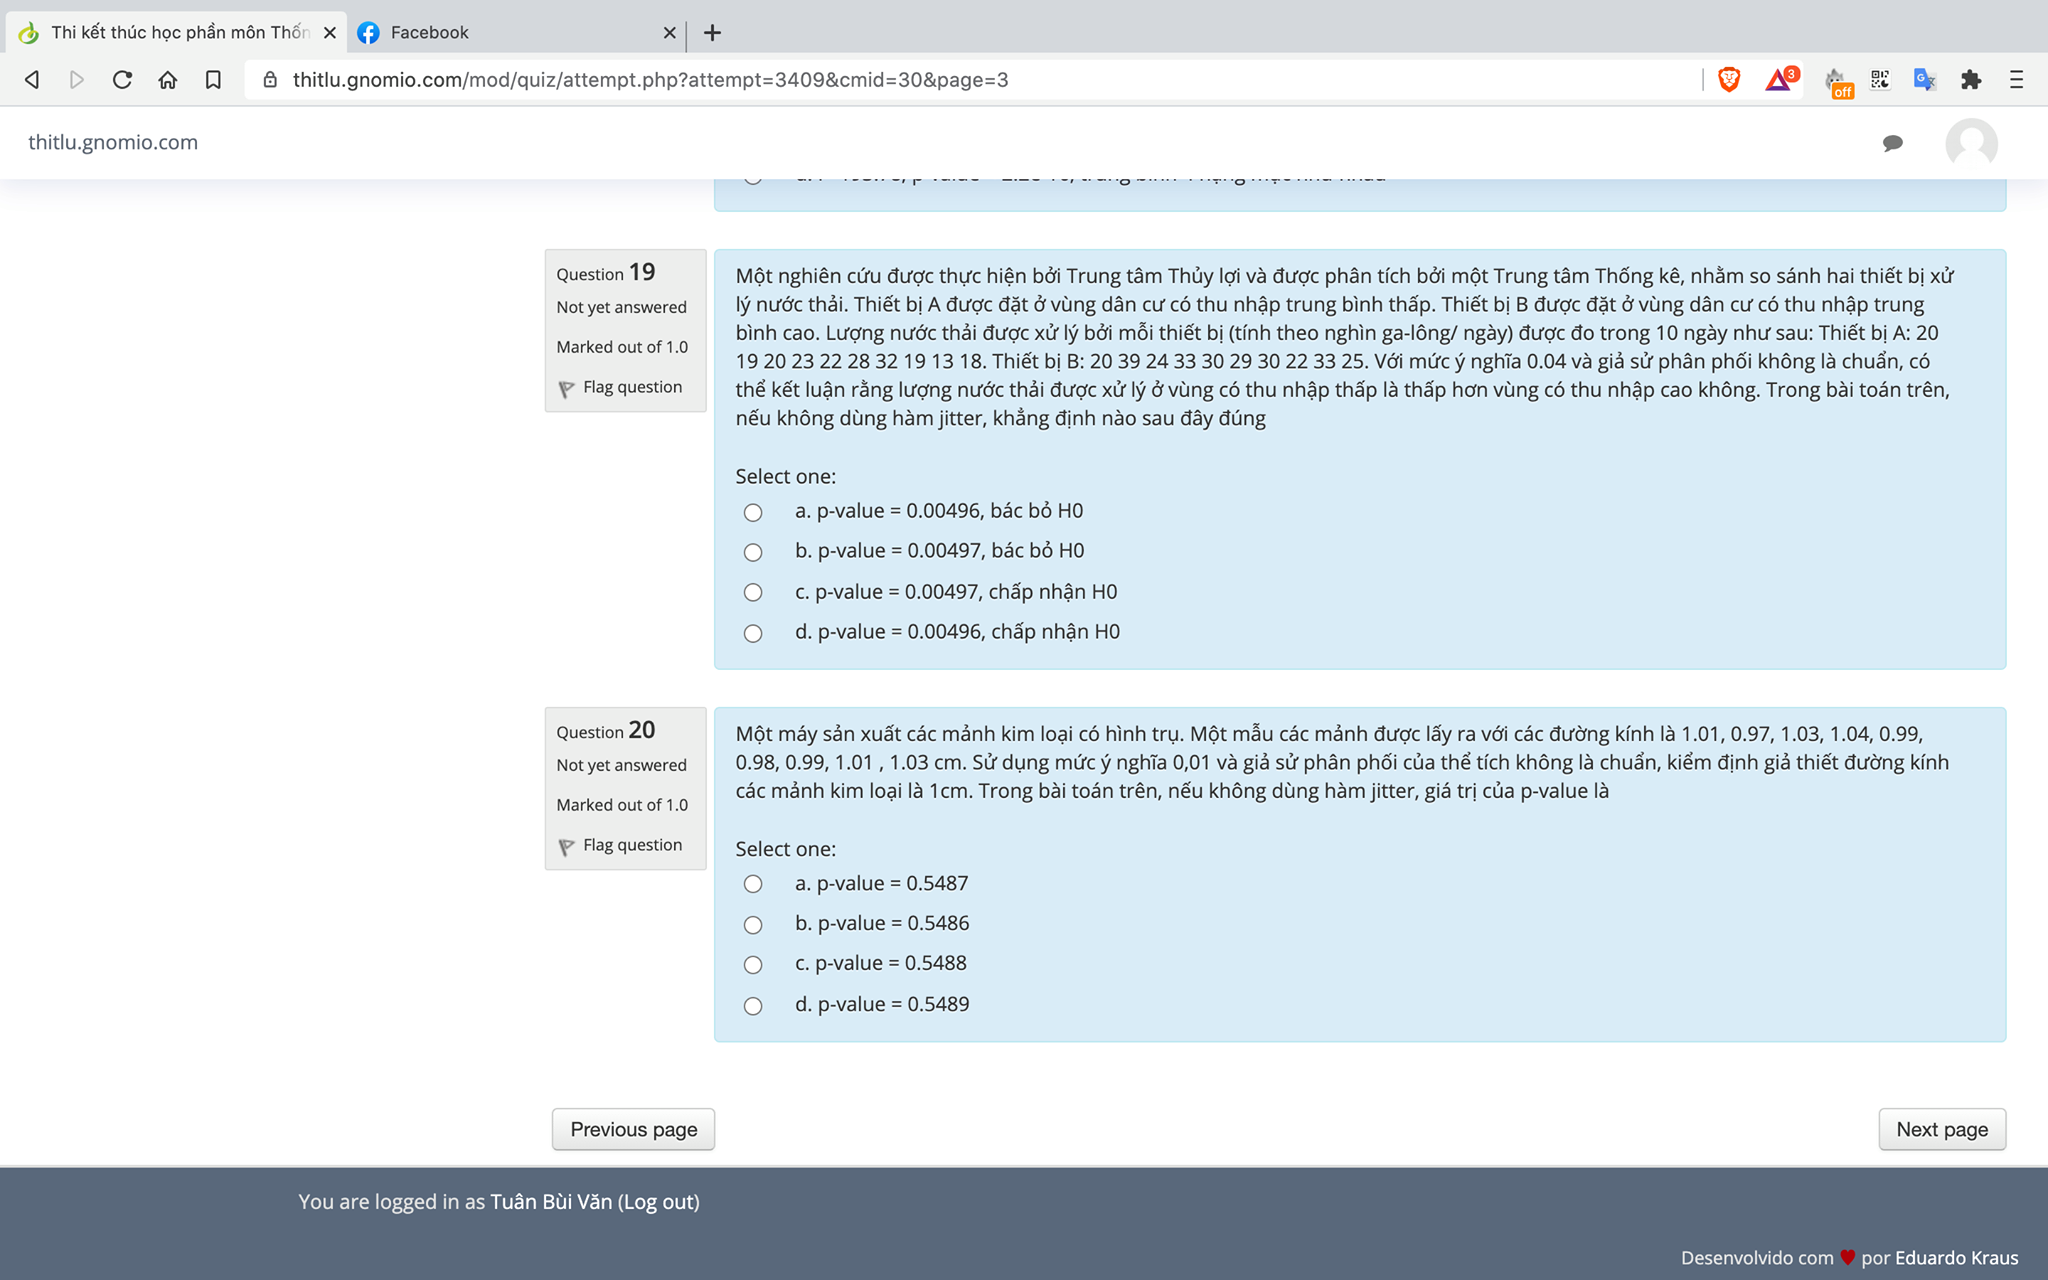 Thi kết thúc học phần môn Thốn
Facebook
thitlu.gnomio.com/mod/quiz/attempt.php?attempt=3409&cmid=30&page=3
3
off
thitlu.gnomio.com
Question 19
Not yet answered
Marked out of 1.0
Flag question
Một nghiên cứu được thực hiện bởi Trung tâm Thủy lợi và được phân tích bởi một Trung tâm Thống kê, nhằm so sánh hai thiết bị xử
lý nước thải. Thiết bị A được đặt ở vùng dân cư có thu nhập trung bình thấp. Thiết bị B được đặt ở vùng dân cư có thu nhập trung
bình cao. Lượng nước thải được xử lý bởi mỗi thiết bị (tính theo nghìn ga-lông/ ngày) được đo trong 10 ngày như sau: Thiết bị A: 20
19 20 23 22 28 32 19 13 18. Thiết bị B: 20 39 24 33 30 29 30 22 33 25. Với mức ý nghĩa 0.04 và giả sử phân phối không là chuẩn, có
thể kết luận rằng lượng nước thải được xử lý ở vùng có thu nhập thấp là thấp hơn vùng có thu nhập cao không. Trong bài toán trên,
nếu không dùng hàm jitter, khẳng định nào sau đây đúng
Select one:
a. p-value = 0.00496, bác bỏ H0
b. p-value = 0.00497, bác bỏ H0
c. p-value = 0.00497, chấp nhận H0
d. p-value = 0.00496, chấp nhận H0
Question 20
Not yet answered
Marked out of 1.0
Flag question
Một máy sản xuất các mảnh kim loại có hình trụ. Một mẫu các mảnh được lấy ra với các đường kính là 1.01, 0.97, 1.03, 1.04, 0.99,
0.98, 0.99, 1.01 , 1.03 cm. Sử dụng mức ý nghĩa 0,01 và giả sử phân phối của thể tích không là chuẩn, kiểm định giả thiết đường kính
các mảnh kim loại là 1cm. Trong bài toán trên, nếu không dùng hàm jitter, giá trị của p-value là
Select one:
a. p-value = 0.5487
b. p-value = 0.5486
c. p-value = 0.5488
d. p-value = 0.5489
Previous page
Next page
You are logged in as Tuân Bùi Văn (Log out)
Desenvolvido com ♥ por Eduardo Kraus